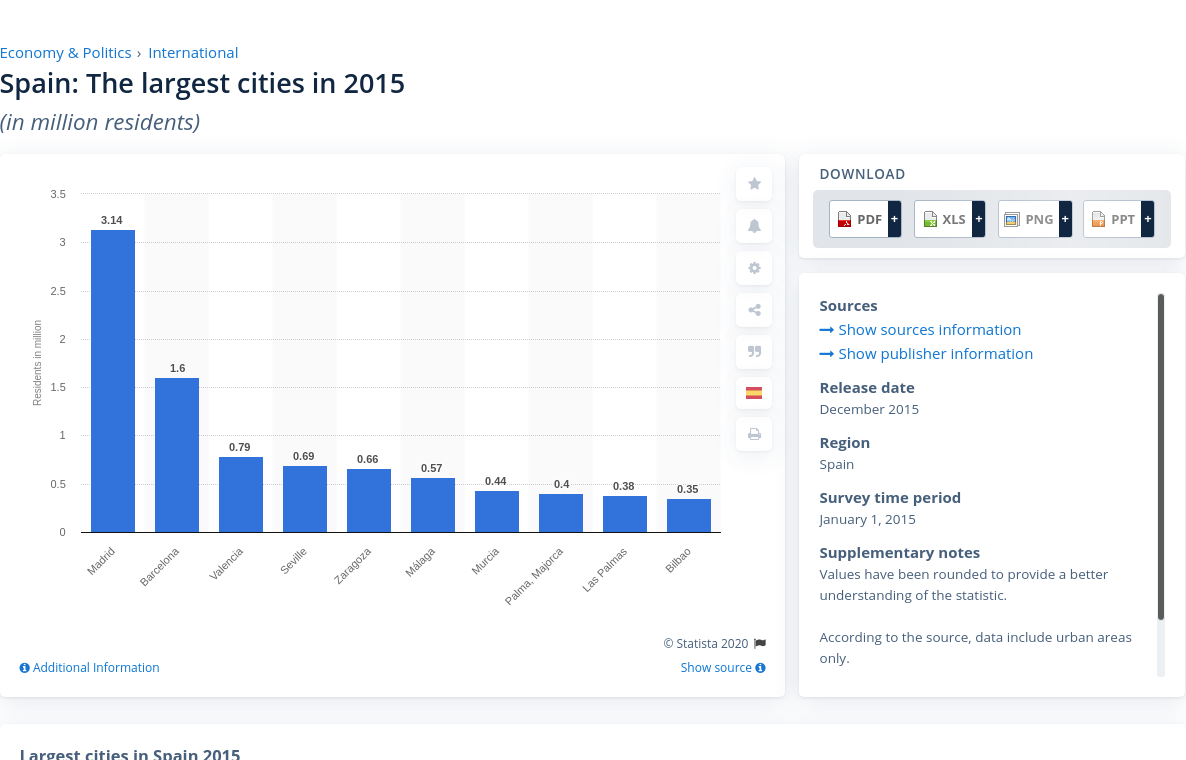 Economy & Politics › International
Spain: The largest cities in 2015
(in million residents)
3.5
3
2.5
2
1.5
1
0.5
0
Residents in million
3.14
1.6
0.79
0.69
0.66
0.57
0.44
0.4
0.38
0.35
Madrid
Barcelona
Valencia
Seville
Zaragoza
Málaga
Murcia
Palma, Majorca
Las Palmas
Bilbao
© Statista 2020
Additional Information
Show source
DOWNLOAD
PDF + XLS + PNG + PPT +
Sources
Show sources information
Show publisher information
Release date
December 2015
Region
Spain
Survey time period
January 1, 2015
Supplementary notes
Values have been rounded to provide a better
understanding of the statistic.
According to the source, data include urban areas
only.
Largest cities in Spain 2015